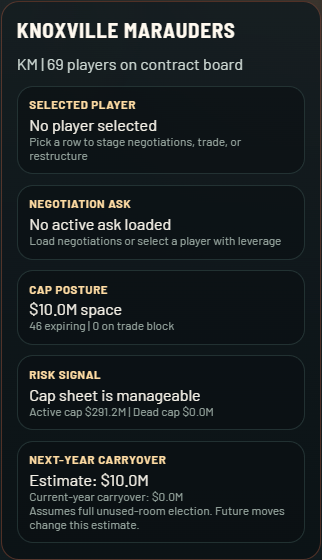 KNOXVILLE MARAUDERS
KM | 69 players on contract board
SELECTED PLAYER
No player selected
Pick a row to stage negotiations, trade, or
restructure
NEGOTIATION ASK
No active ask loaded
Load negotiations or select a player with leverage
CAP POSTURE
$10.0M space
46 expiring | 0 on trade block
RISK SIGNAL
Cap sheet is manageable
Active cap $291.2M | Dead cap $0.0M
NEXT-YEAR CARRYOVER
Estimate: $10.0M
Current-year carryover: $0.0M
Assumes full unused-room election. Future moves
change this estimate.